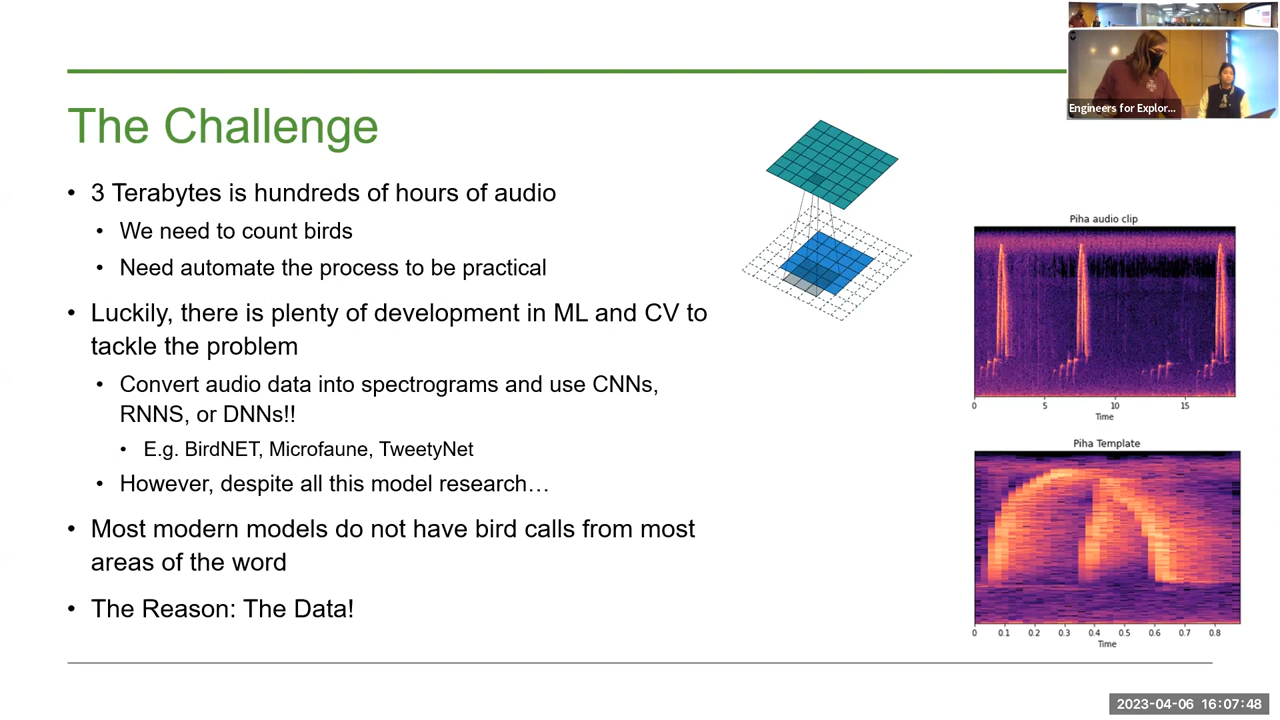 Engineers for Explor...
The Challenge
• 3 Terabytes is hundreds of hours of audio
• We need to count birds
• Need automate the process to be practical
• Luckily, there is plenty of development in ML and CV to
tackle the problem
• Convert audio data into spectrograms and use CNNs,
RNNS, or DNNs!!
• E.g. BirdNET, Microfaune, TweetyNet
• However, despite all this model research…
• Most modern models do not have bird calls from most
areas of the word
• The Reason: The Data!
Piha audio clip
0 5 10 15
Time
Piha Template
0 0.1 0.2 0.3 0.4 0.5 0.6 0.7 0.8
Time
2023-04-06 16:07:48